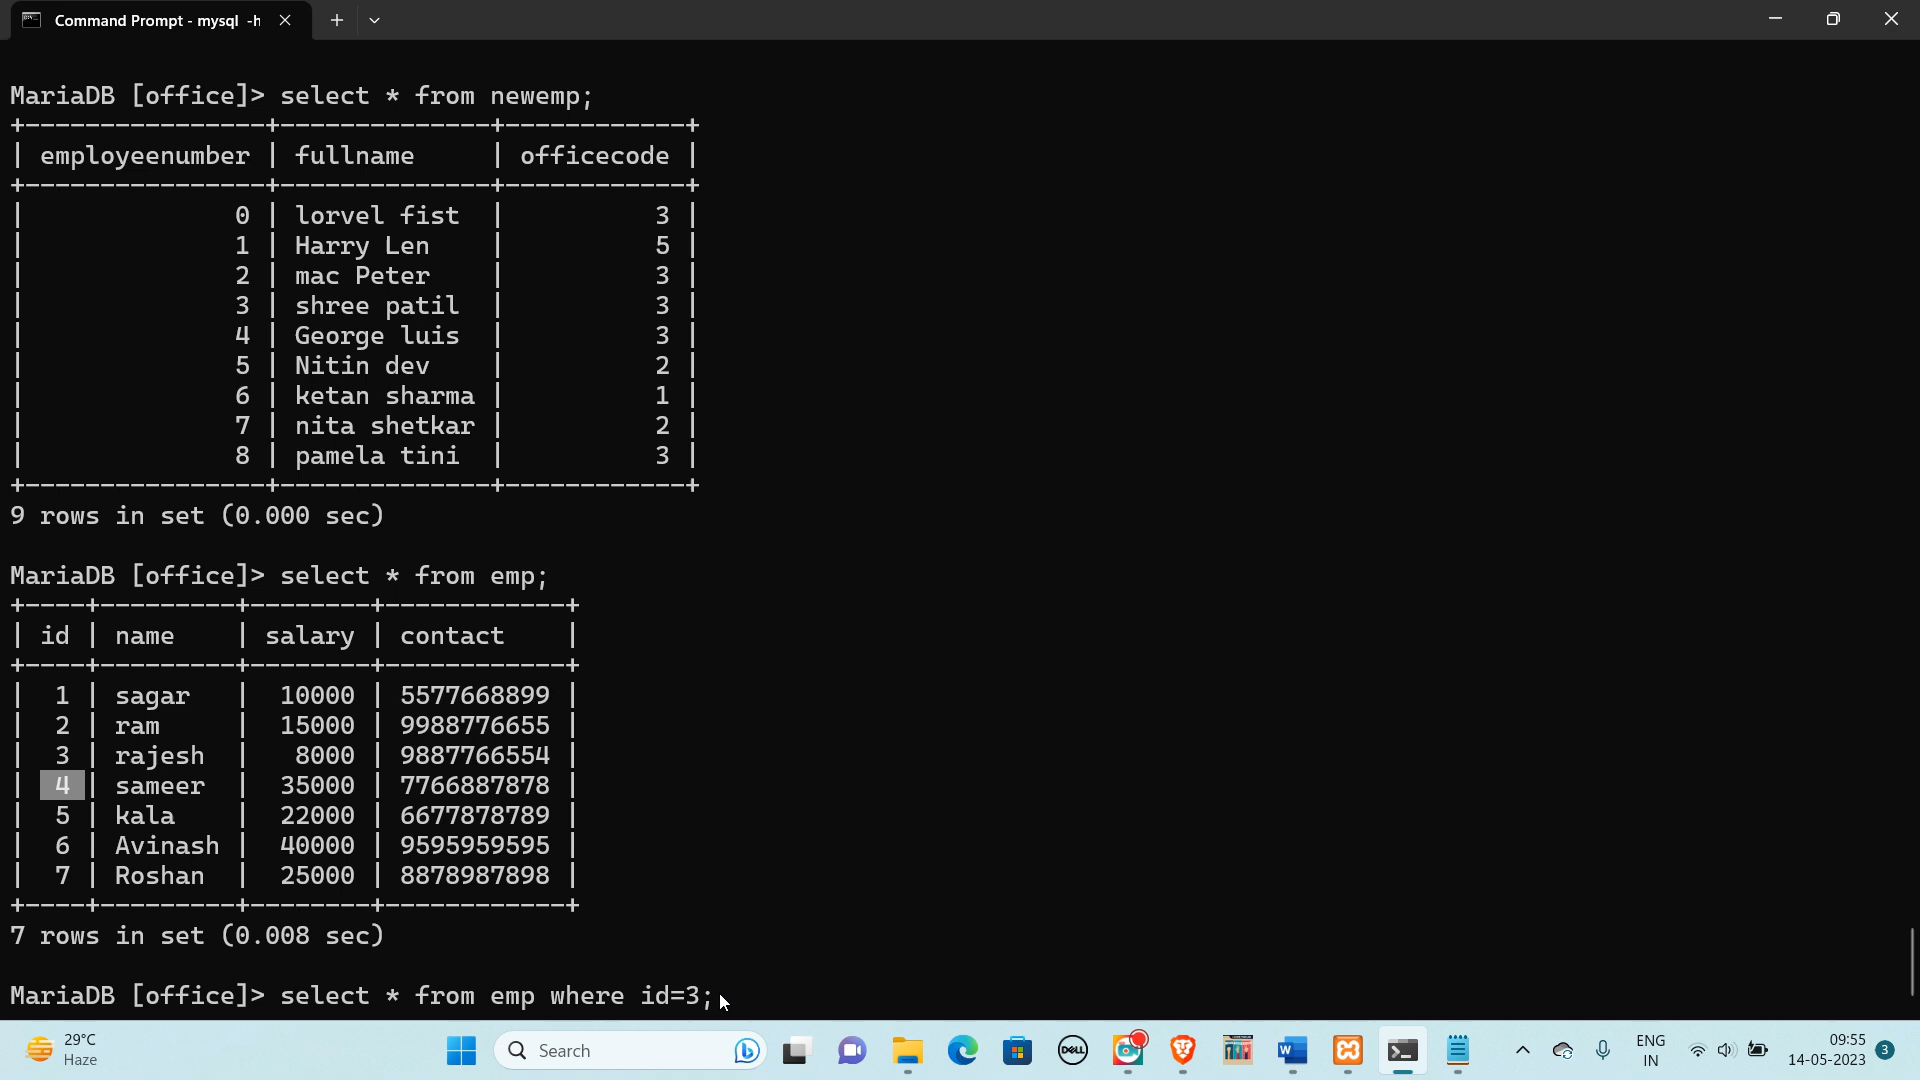 Command Prompt - mysql -h
MariaDB [office]> select * from newemp;
+----------------+--------------+------------+
| employeenumber | fullname     | officecode |
+----------------+--------------+------------+
|              0 | lorvel fist  |          3 |
|              1 | Harry Len    |          5 |
|              2 | mac Peter    |          3 |
|              3 | shree patil  |          3 |
|              4 | George luis  |          3 |
|              5 | Nitin dev    |          2 |
|              6 | ketan sharma |          1 |
|              7 | nita shetkar |          2 |
|              8 | pamela tini  |          3 |
+----------------+--------------+------------+
9 rows in set (0.000 sec)
MariaDB [office]> select * from emp;
+----+---------+--------+------------+
| id | name    | salary | contact    |
+----+---------+--------+------------+
|  1 | sagar   |  10000 | 5577668899 |
|  2 | ram     |  15000 | 9988776655 |
|  3 | rajesh  |   8000 | 9887766554 |
|  4 | sameer  |  35000 | 7766887878 |
|  5 | kala    |  22000 | 6677878789 |
|  6 | Avinash |  40000 | 9595959595 |
|  7 | Roshan  |  25000 | 8878987898 |
+----+---------+--------+------------+
7 rows in set (0.008 sec)
MariaDB [office]> select * from emp where id=3;
29°C
Haze
Search
DELL
W
ENG
IN
09:55
14-05-2023
3